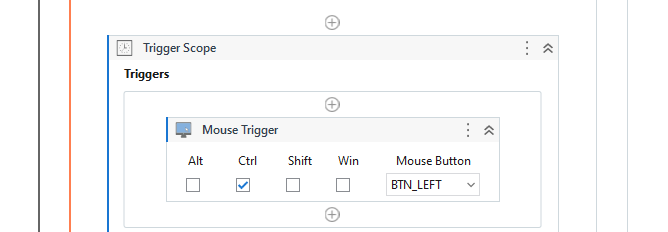 Trigger Scope
Triggers
Mouse Trigger
Alt Ctrl Shift Win Mouse Button
BTN_LEFT